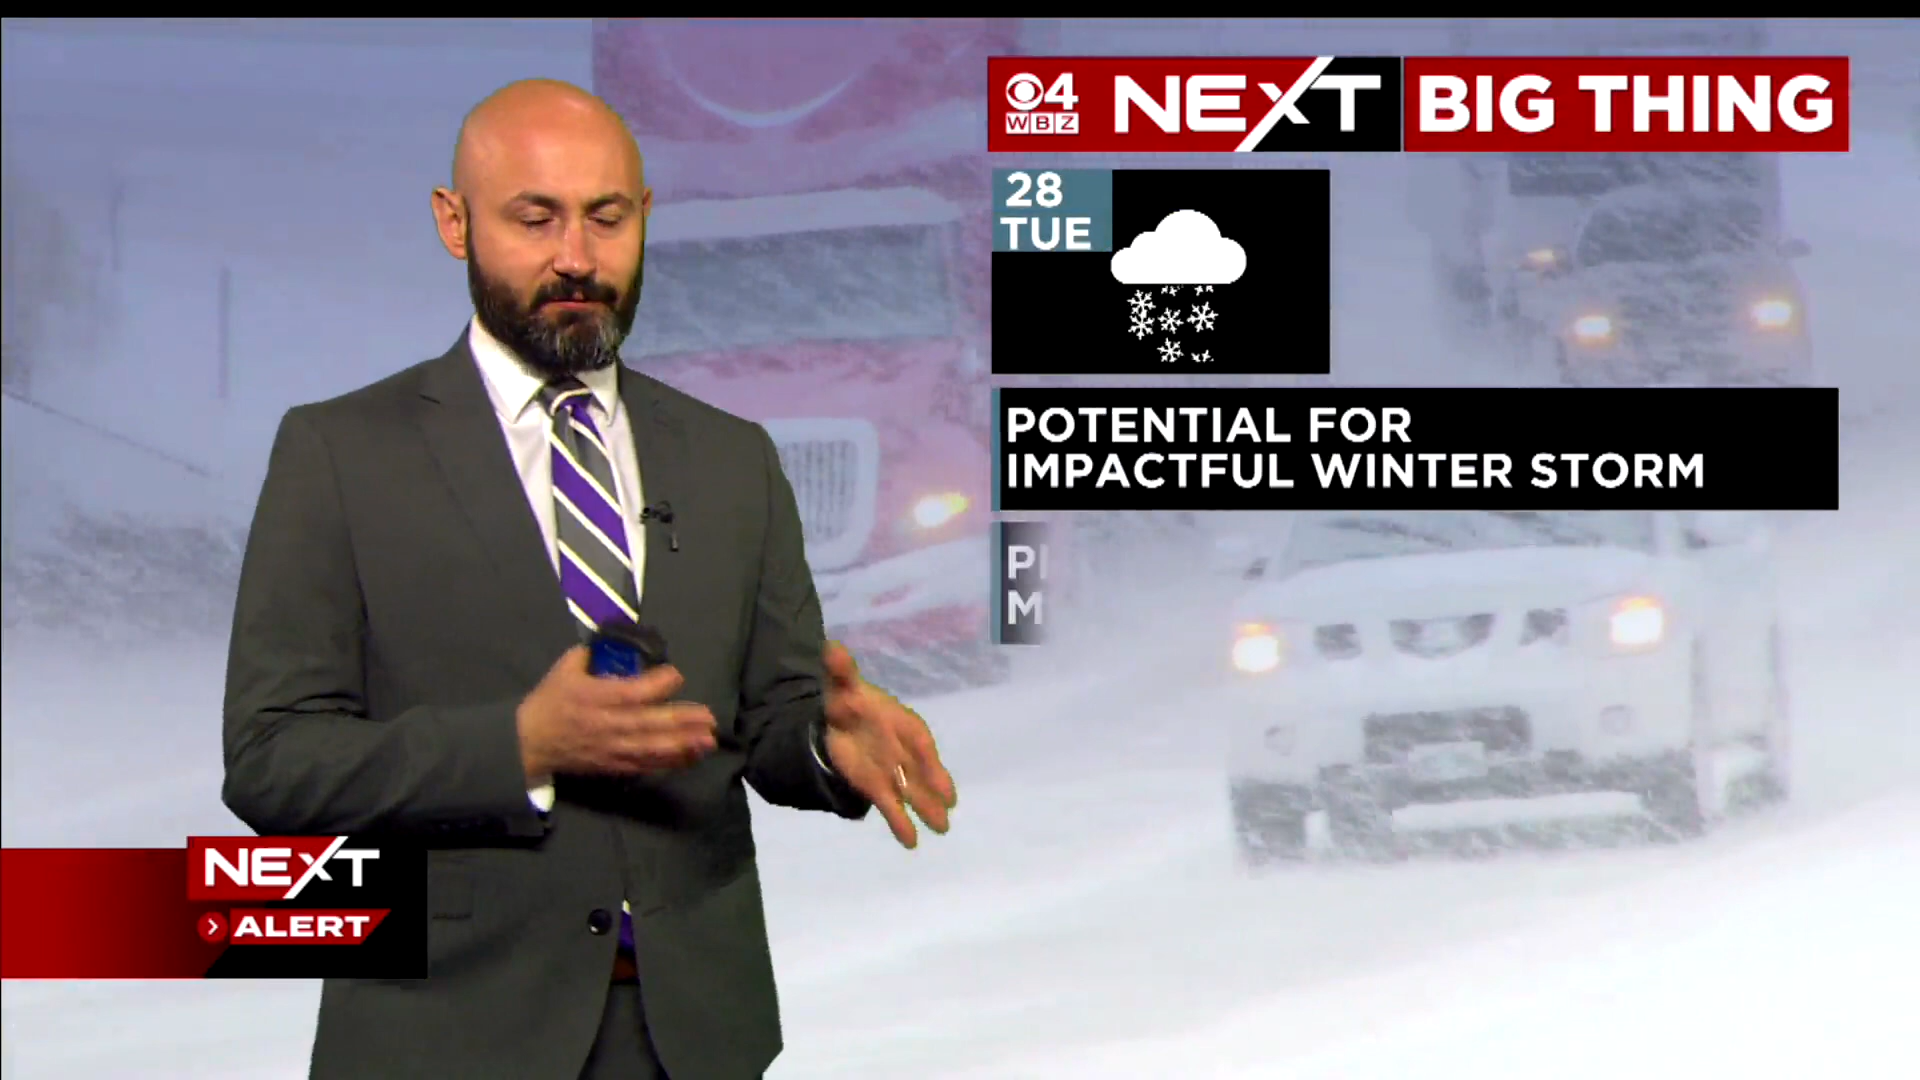 4
WBZ
NEXT
BIG THING
28
TUE
POTENTIAL FOR
IMPACTFUL WINTER STORM
NEXT
ALERT